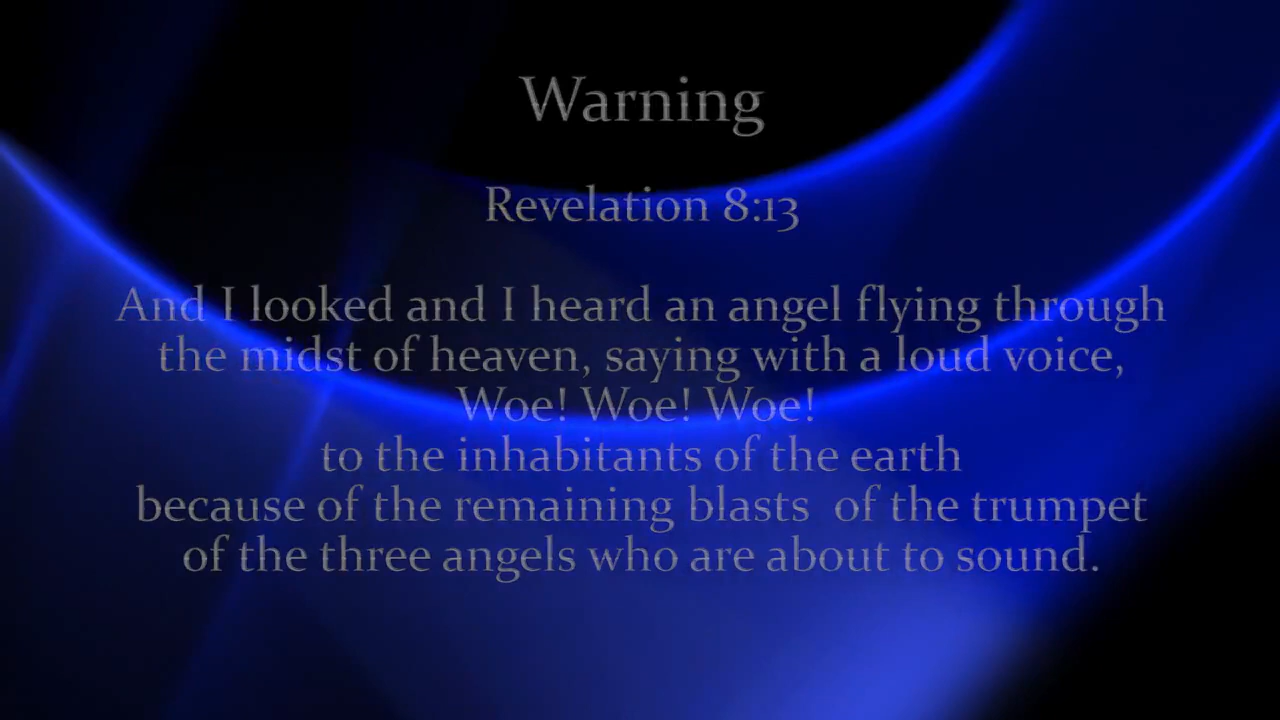 Warning
Revelation 8:13
And I looked and I heard an angel flying through
the midst of heaven, saying with a loud voice,
Woe! Woe! Woe!
to the inhabitants of the earth
because of the remaining blasts  of the trumpet
of the three angels who are about to sound.